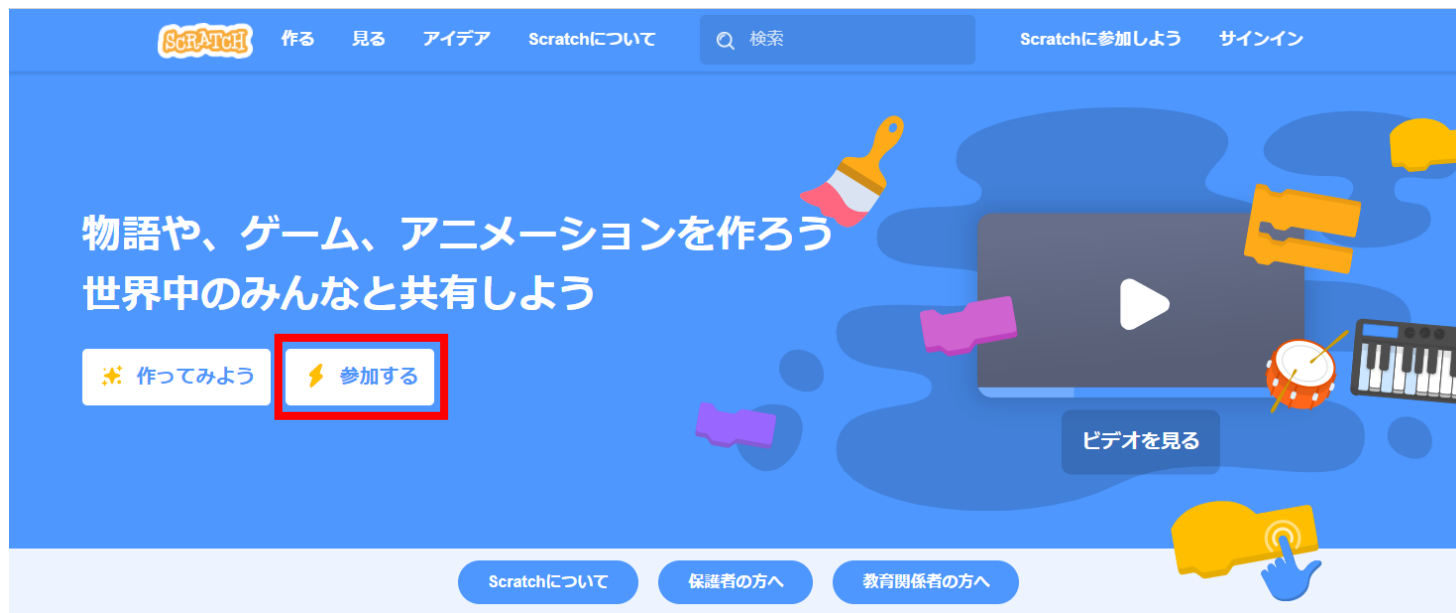 SCRATCH 作る 見る アイデア Scratchについて 検索 Scratchに参加しよう サインイン
物語や、ゲーム、アニメーションを作ろう
世界中のみんなと共有しよう
作ってみよう 参加する
ビデオを見る
Scratchについて 保護者の方へ 教育関係者の方へ